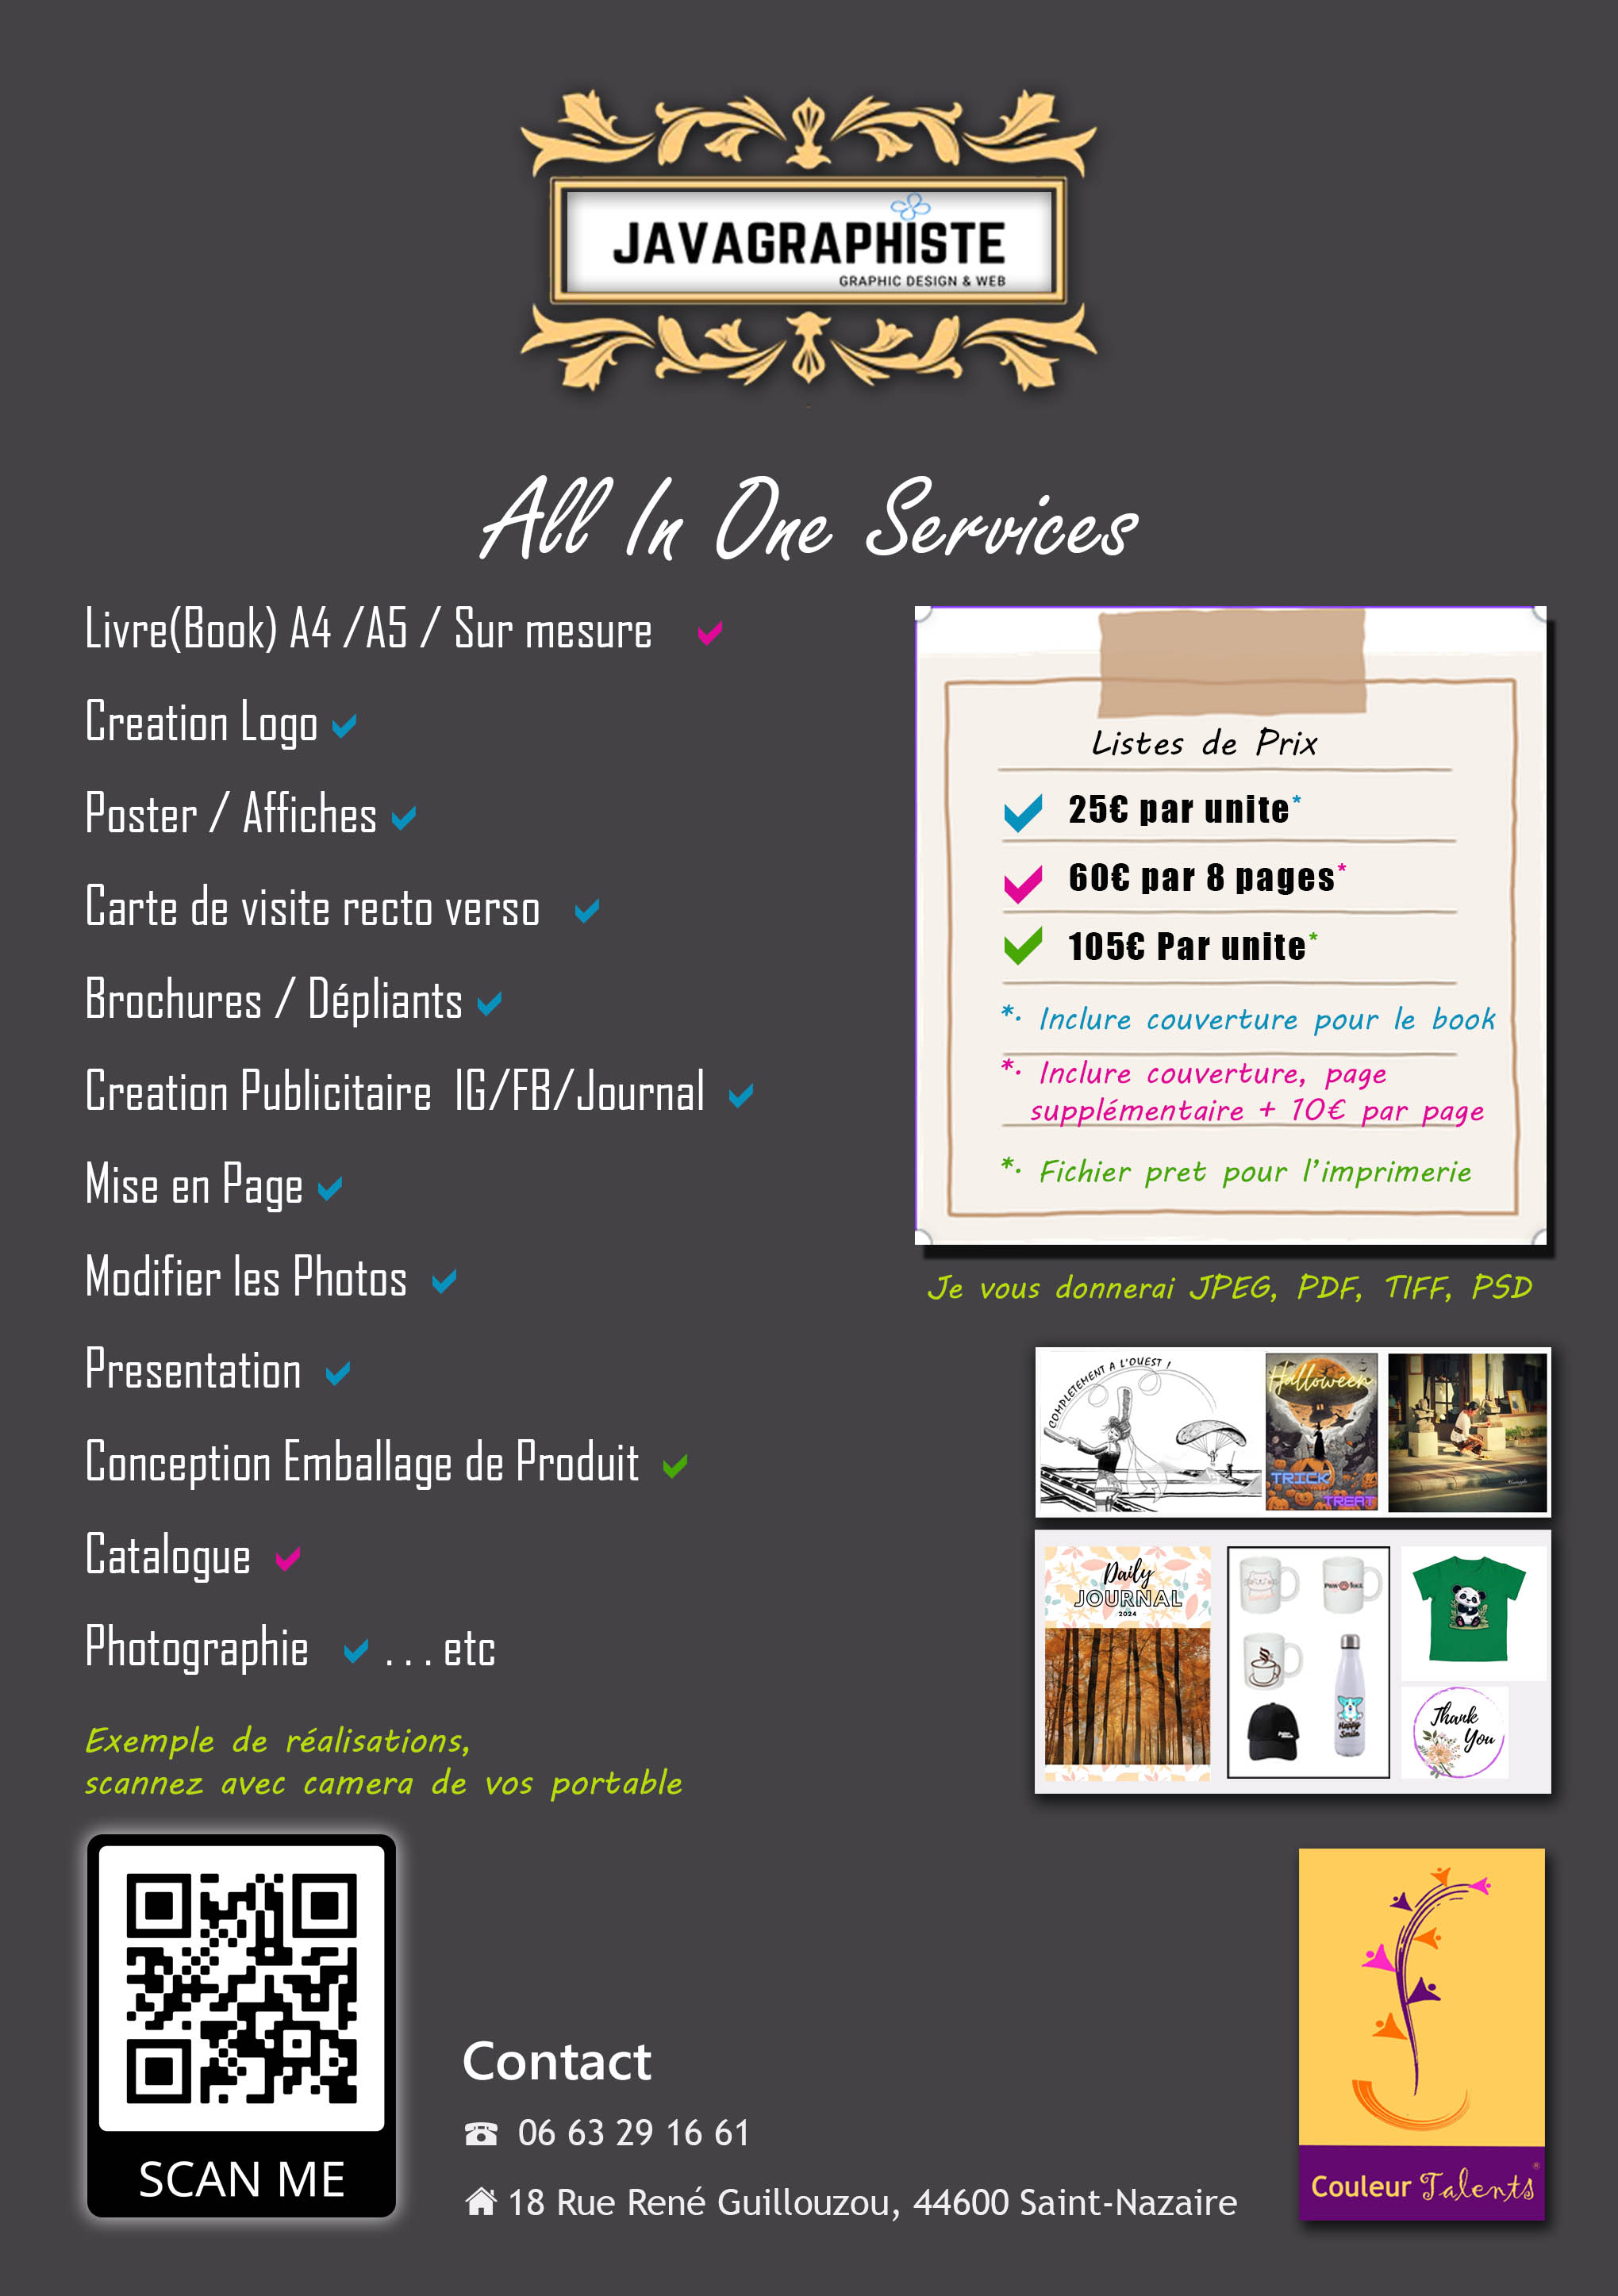 JAVAGRAPHISTE
GRAPHIC DESIGN & WEB
All In One Services
Livre(Book) A4 /A5 / Sur mesure
Creation Logo
Poster / Affiches
Carte de visite recto verso
Brochures / Dépliants
Creation Publicitaire IG/FB/Journal
Mise en Page
Modifier les Photos
Presentation
Conception Emballage de Produit
Catalogue
Photographie . . . etc
Exemple de réalisations,
scannez avec camera de vos portable
Listes de Prix
25€ par unite*
60€ par 8 pages*
105€ Par unite*
*. Inclure couverture pour le book
*. Inclure couverture, page
supplémentaire + 10€ par page
*. Fichier pret pour l'imprimerie
Je vous donnerai JPEG, PDF, TIFF, PSD
COMPLETEMENT A L'OUEST !
Halloween
TRICK
TREAT
Daily
JOURNAL
2024
Happy
Smile
Thank
You
SCAN ME
Contact
06 63 29 16 61
18 Rue René Guillouzou, 44600 Saint-Nazaire
Couleur Talents®